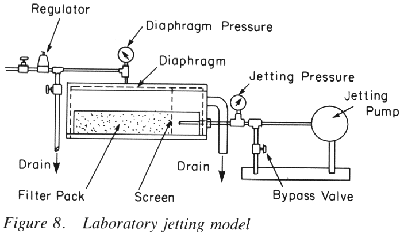 Regulator
Diaphragm Pressure
Diaphragm
Jetting Pressure
Jetting
Pump
Drain
Drain
Filter Pack
Screen
Bypass Valve
Figure 8. Laboratory jetting model